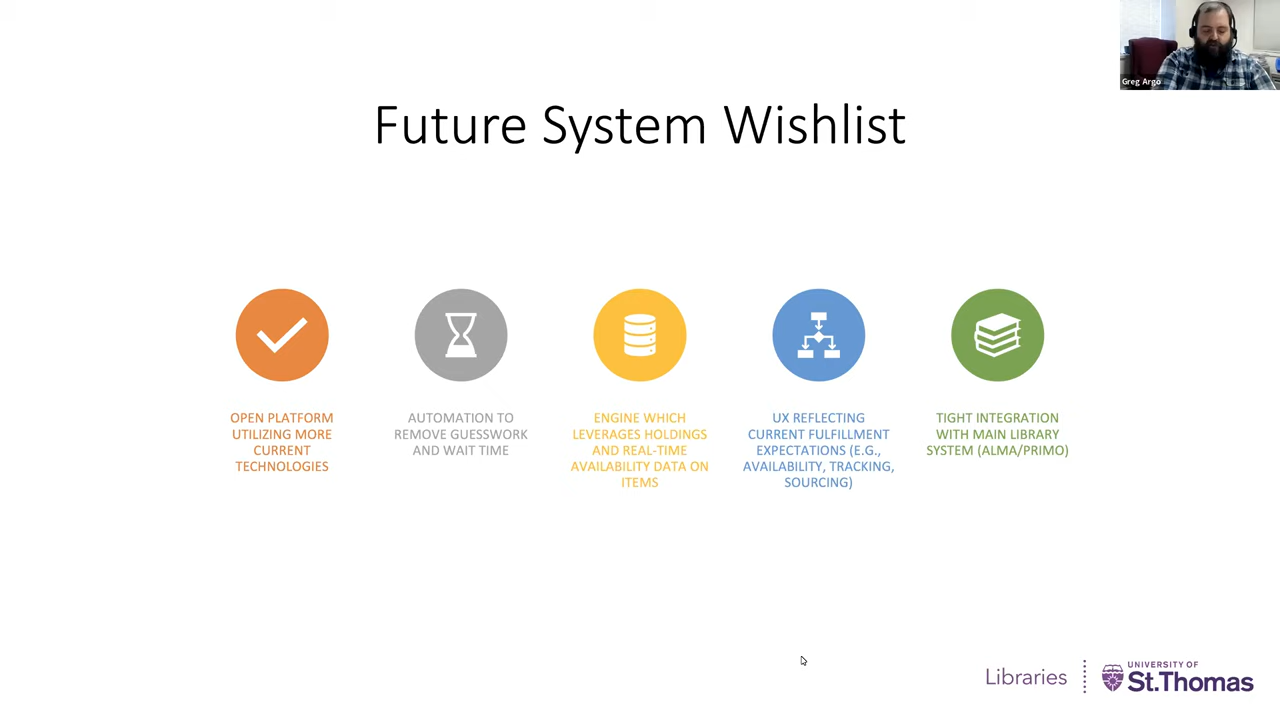 Greg Argo
Future System Wishlist
OPEN PLATFORM
UTILIZING MORE
CURRENT
TECHNOLOGIES
AUTOMATION TO
REMOVE GUESSWORK
AND WAIT TIME
ENGINE WHICH
LEVERAGES HOLDINGS
AND REAL-TIME
AVAILABILITY DATA ON
ITEMS
UX REFLECTING
CURRENT FULFILLMENT
EXPECTATIONS (E.G.,
AVAILABILITY, TRACKING,
SOURCING)
TIGHT INTEGRATION
WITH MAIN LIBRARY
SYSTEM (ALMA/PRIMO)
Libraries
UNIVERSITY OF
St.Thomas